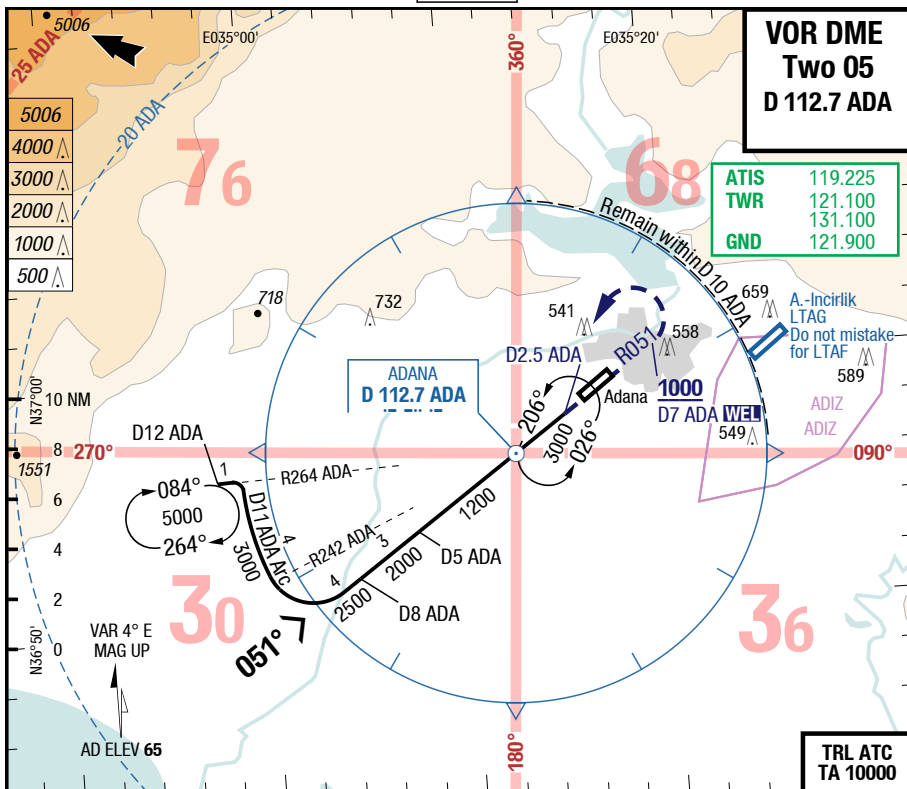 VOR DME
Two 05
D 112.7 ADA
5006
25 ADA
E035°00'
360°
E035°20'
20 ADA
5006
4000
3000
2000
1000
500
76
68
ATIS 119.225
TWR 121.100
131.100
GND 121.900
Remain within D10 ADA
718
732
541
558
659
A.-Incirlik
LTAG
Do not mistake
for LTAF
589
R051
D2.5 ADA
ADANA
D 112.7 ADA
Adana
1000
D7 ADA WEL
549
ADIZ
ADIZ
N37°00'
10 NM
8
6
4
2
0
N36°50'
1551
270°
090°
206°
3000
026°
D12 ADA
1
R264 ADA
084°
5000
264°
D11 ADA Arc
3000
4
R242 ADA
4
3
1200
2000
2500
D5 ADA
D8 ADA
051°
30
36
VAR 4° E
MAG UP
AD ELEV 65
180°
TRL ATC
TA 10000